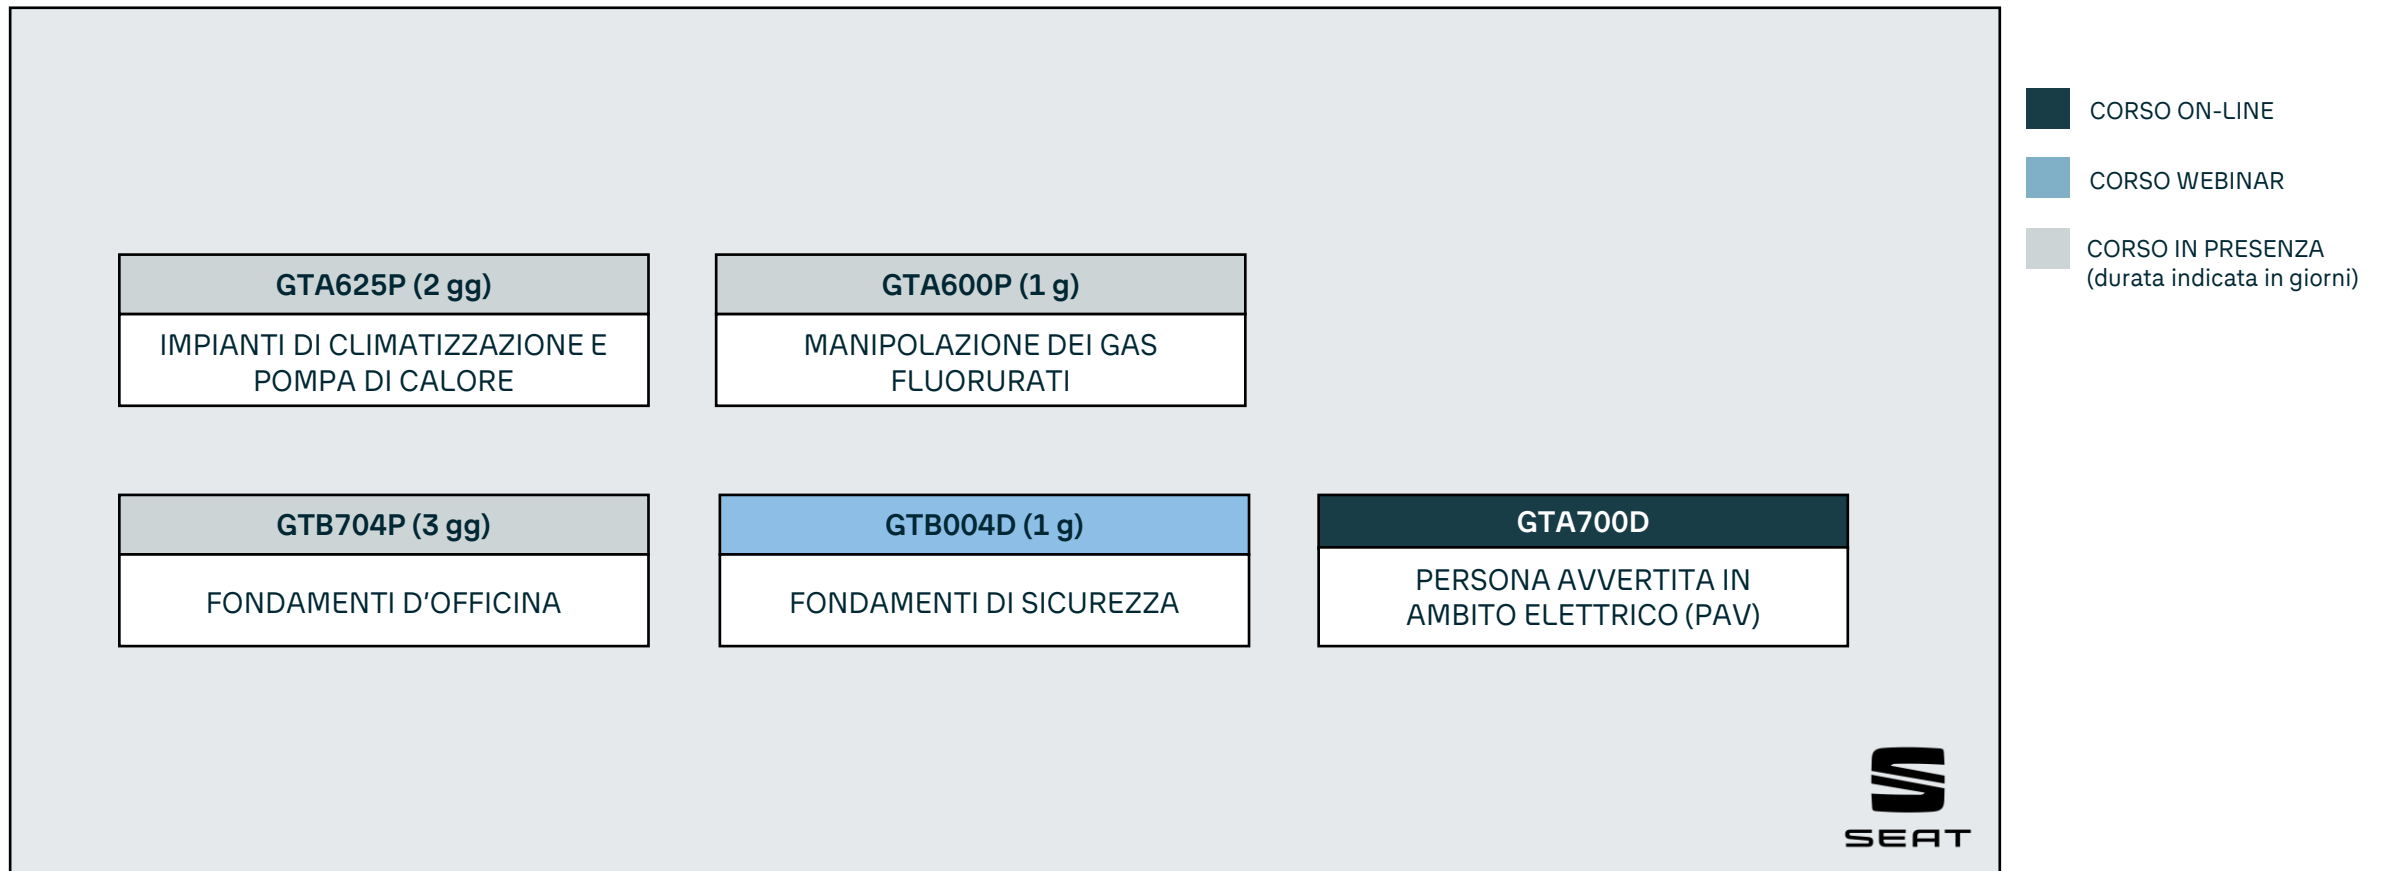 CORSO ON-LINE
CORSO WEBINAR
CORSO IN PRESENZA
(durata indicata in giorni)
GTA625P (2 gg)
IMPIANTI DI CLIMATIZZAZIONE E
POMPA DI CALORE
GTA600P (1 g)
MANIPOLAZIONE DEI GAS
FLUORURATI
GTB704P (3 gg)
FONDAMENTI D’OFFICINA
GTB004D (1 g)
FONDAMENTI DI SICUREZZA
GTA700D
PERSONA AVVERTITA IN
AMBITO ELETTRICO (PAV)
SEAT